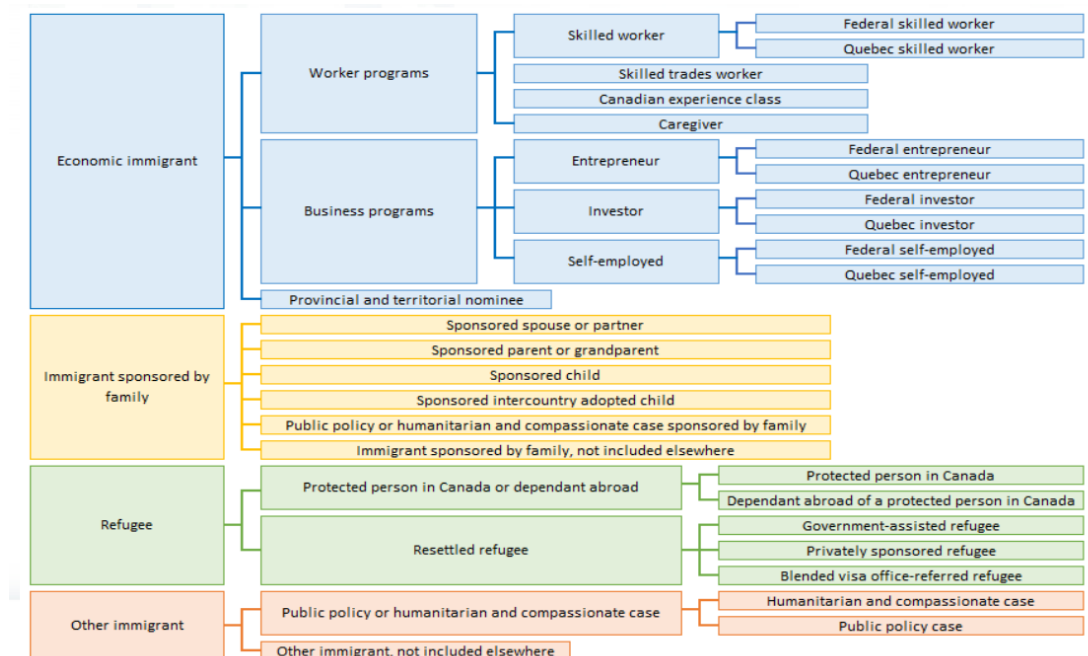 Economic immigrant
Worker programs
Skilled worker
Federal skilled worker
Quebec skilled worker
Skilled trades worker
Canadian experience class
Caregiver
Business programs
Entrepreneur
Federal entrepreneur
Quebec entrepreneur
Investor
Federal investor
Quebec investor
Self-employed
Federal self-employed
Quebec self-employed
Provincial and territorial nominee
Immigrant sponsored by
family
Sponsored spouse or partner
Sponsored parent or grandparent
Sponsored child
Sponsored intercountry adopted child
Public policy or humanitarian and compassionate case sponsored by family
Immigrant sponsored by family, not included elsewhere
Refugee
Protected person in Canada or dependant abroad
Protected person in Canada
Dependant abroad of a protected person in Canada
Resettled refugee
Government-assisted refugee
Privately sponsored refugee
Blended visa office-referred refugee
Other immigrant
Public policy or humanitarian and compassionate case
Humanitarian and compassionate case
Public policy case
Other immigrant, not included elsewhere